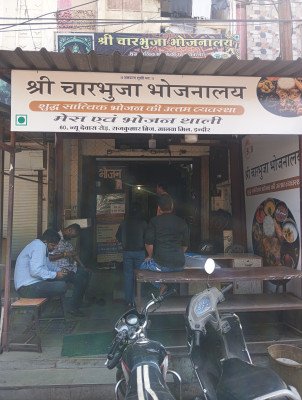 श्री चारभुजा भोजनालय
श्री चारभुजा भोजनालय
शुद्ध सात्विक भोजन की उत्तम व्यवस्था
मेस एवं भोजन थाली
60, न्यू देवास रोड़, राजकुमार ब्रिज, मालवा मिल, इन्दौर
श्री चारभुजा भोजनालय
भोजन